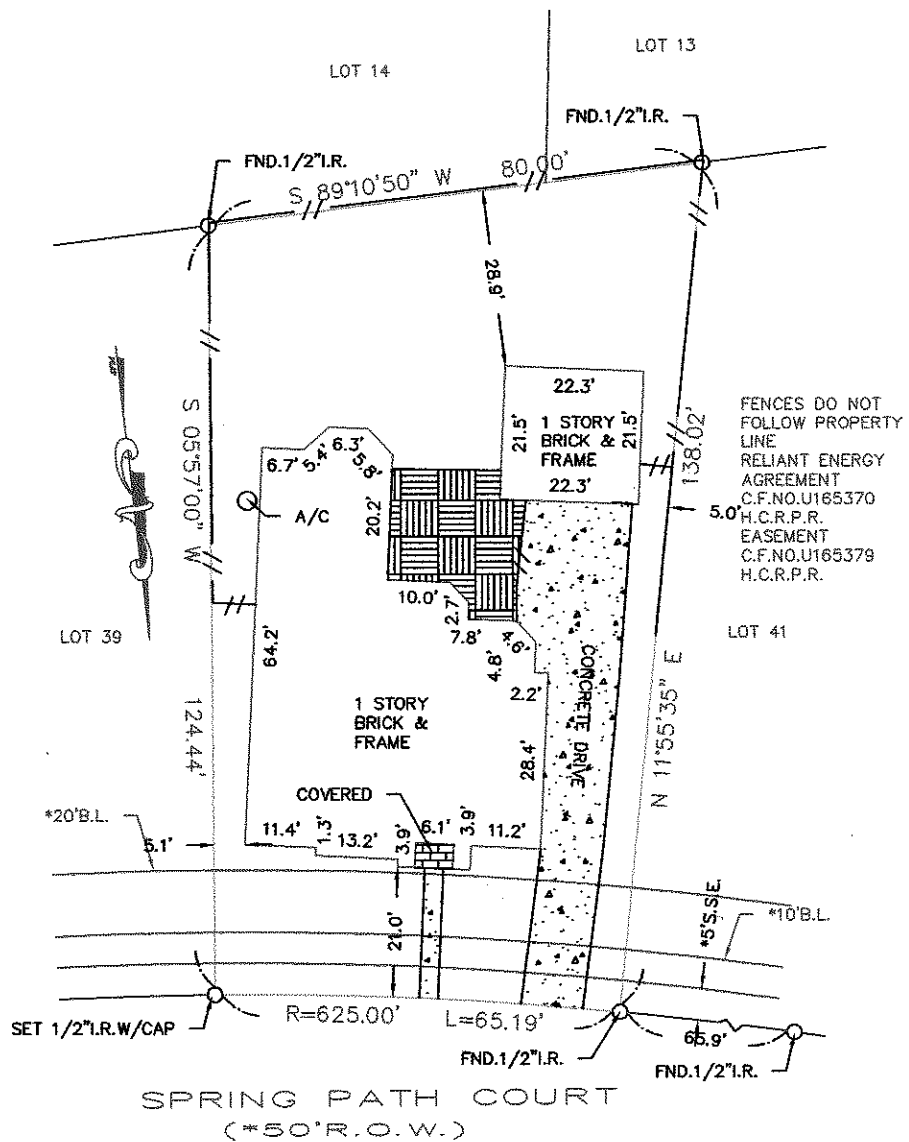 LOT 13
LOT 14
FND.1/2"I.R.
FND.1/2"I.R.
S 89°10'50" W
80.00'
28.9'
22.3'
1 STORY
BRICK &
FRAME
21.5'
21.5'
22.3'
S 05°57'00" W
124.44'
6.7'
5.4'
6.3'
5.8'
20.2'
A/C
138.02'
FENCES DO NOT
FOLLOW PROPERTY
LINE
RELIANT ENERGY
AGREEMENT
C.F.NO.U165370
H.C.R.P.R.
EASEMENT
C.F.NO.U165379
H.C.R.P.R.
5.0'
10.0'
2.7'
7.8'
4.8'
2.2'
LOT 39
LOT 41
64.2'
1 STORY
BRICK &
FRAME
CONCRETE DRIVE
28.4'
N 11°55'35" E
COVERED
*20'B.L.
5.1'
11.4'
1.3'
13.2'
3.9'
6.1'
3.9'
11.2'
21.0'
*5'S.S.E.
*10'B.L.
SET 1/2"I.R.W/CAP
R=625.00'
L=65.19'
FND.1/2"I.R.
65.9'
FND.1/2"I.R.
SPRING PATH COURT
(*50'R.O.W.)